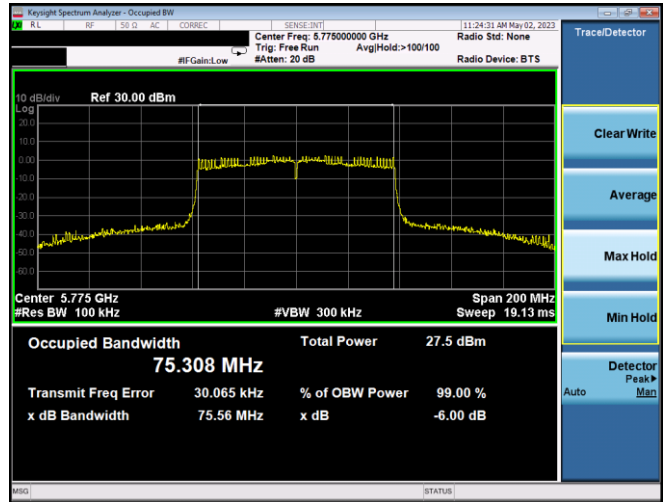 Keysight Spectrum Analyzer - Occupied BW
RL RF 50 Ω AC CORREC SENSE:INT 11:24:31 AM May 02, 2023
Center Freq: 5.775000000 GHz Radio Std: None
Trig: Free Run Avg|Hold:>100/100
#IFGain:Low #Atten: 20 dB Radio Device: BTS
Trace/Detector
10 dB/div Ref 30.00 dBm
Log
20.0
10.0
0.00
-10.0
-20.0
-30.0
-40.0
-50.0
-60.0
Center 5.775 GHz Span 200 MHz
#Res BW 100 kHz #VBW 300 kHz Sweep 19.13 ms
Occupied Bandwidth Total Power 27.5 dBm
75.308 MHz
Transmit Freq Error 30.065 kHz % of OBW Power 99.00 %
x dB Bandwidth 75.56 MHz x dB -6.00 dB
Clear Write
Average
Max Hold
Min Hold
Detector
Peak▶
Auto Man
MSG STATUS